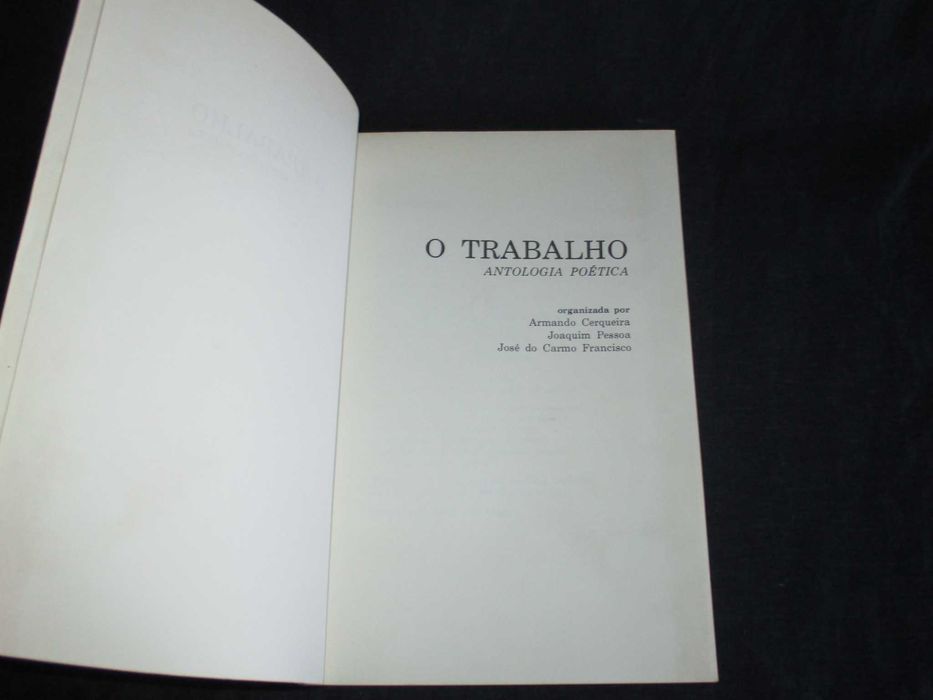 O TRABALHO
ANTOLOGIA POÉTICA
organizada por
Armando Cerqueira
Joaquim Pessoa
José do Carmo Francisco